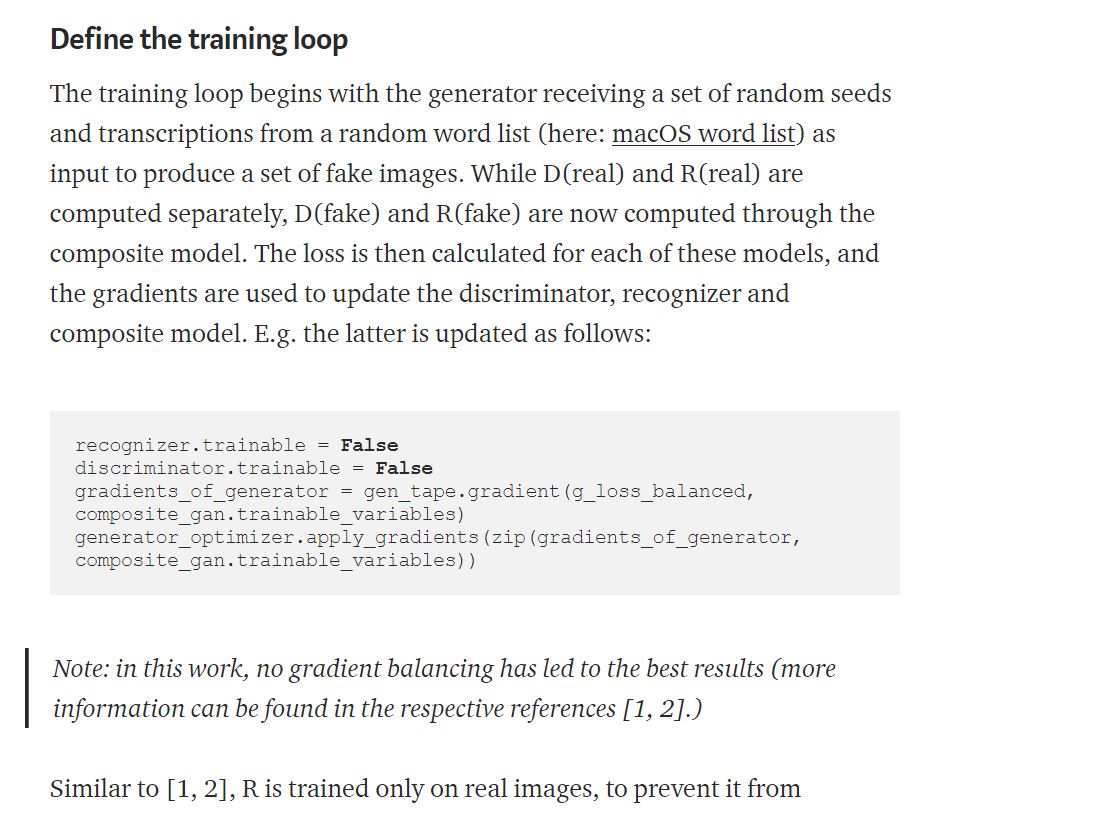 Define the training loop
The training loop begins with the generator receiving a set of random seeds
and transcriptions from a random word list (here: macOS word list) as
input to produce a set of fake images. While D(real) and R(real) are
computed separately, D(fake) and R(fake) are now computed through the
composite model. The loss is then calculated for each of these models, and
the gradients are used to update the discriminator, recognizer and
composite model. E.g. the latter is updated as follows:
recognizer.trainable = False
discriminator.trainable = False
gradients_of_generator = gen_tape.gradient(g_loss_balanced,
composite_gan.trainable_variables)
generator_optimizer.apply_gradients(zip(gradients_of_generator,
composite_gan.trainable_variables))
Note: in this work, no gradient balancing has led to the best results (more
information can be found in the respective references [1, 2].)
Similar to [1, 2], R is trained only on real images, to prevent it from